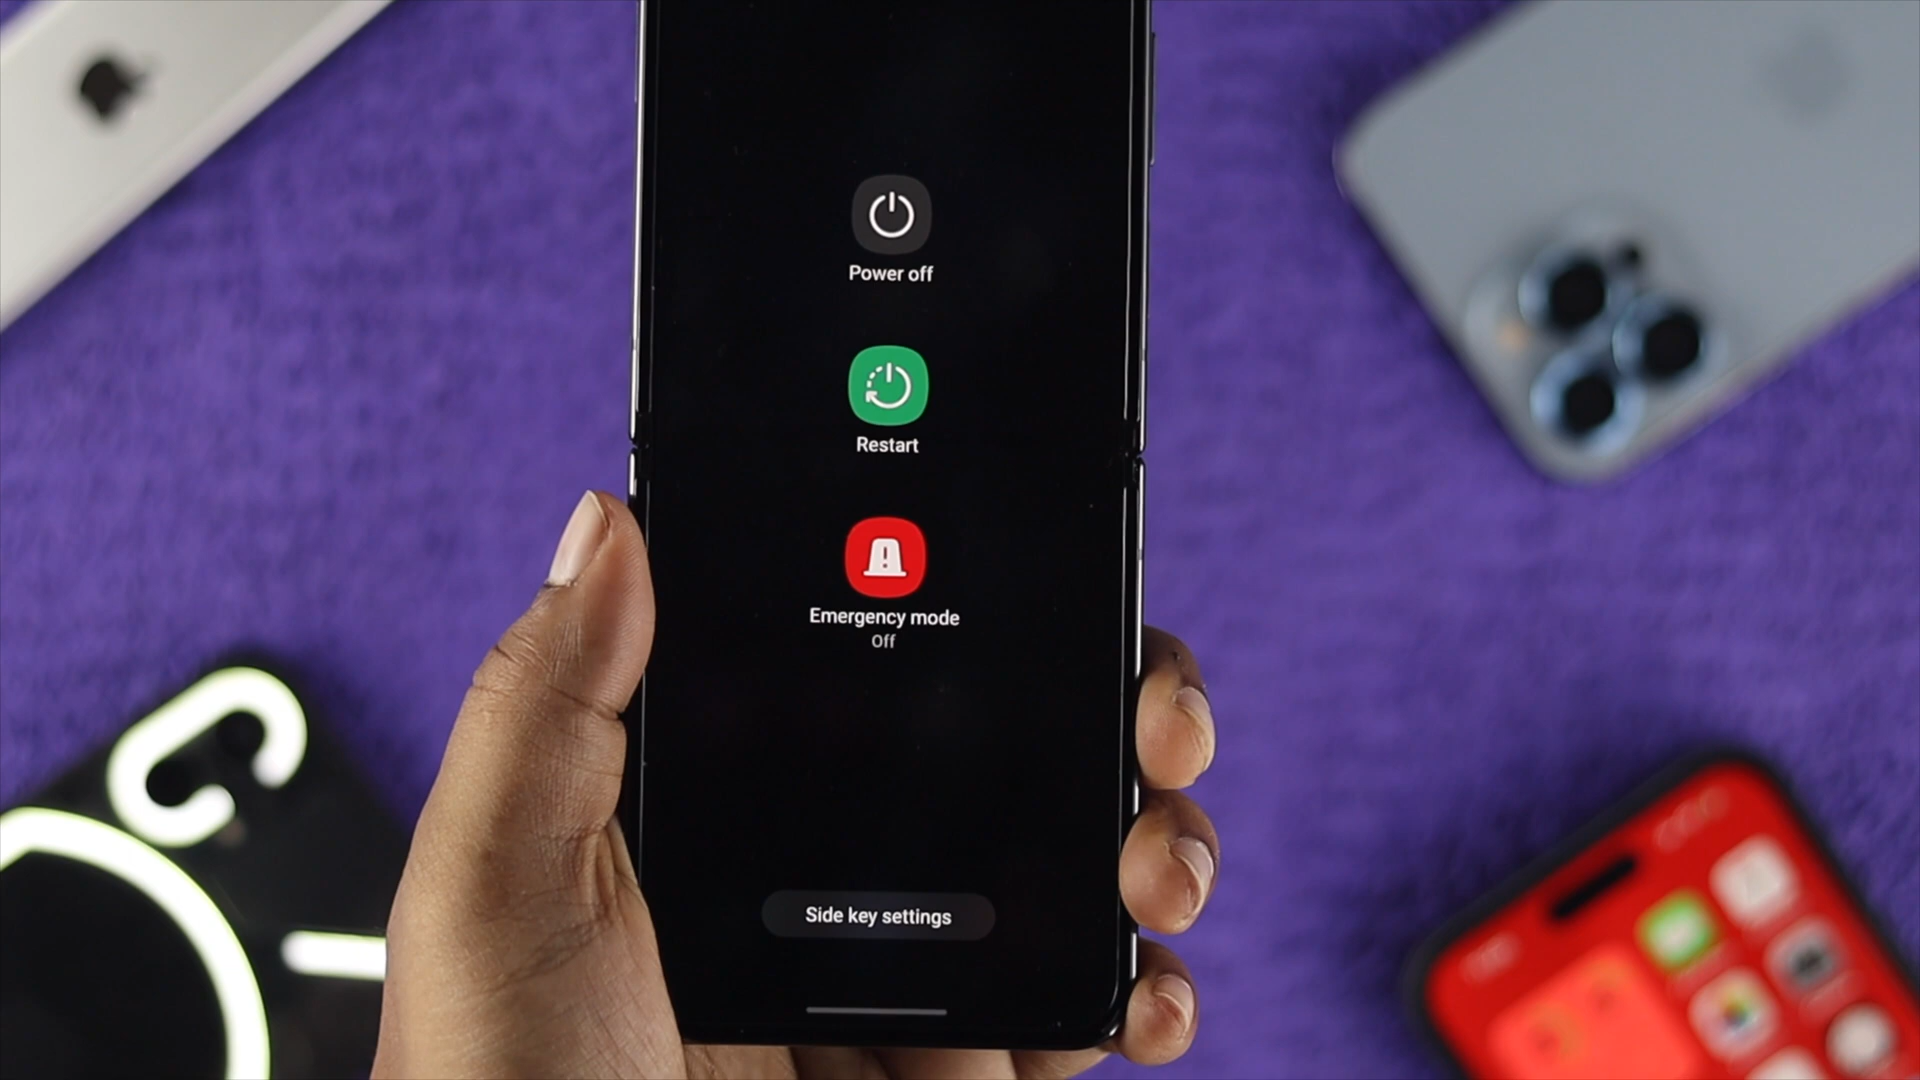 Power off
Restart
Emergency mode
Off
Side key settings